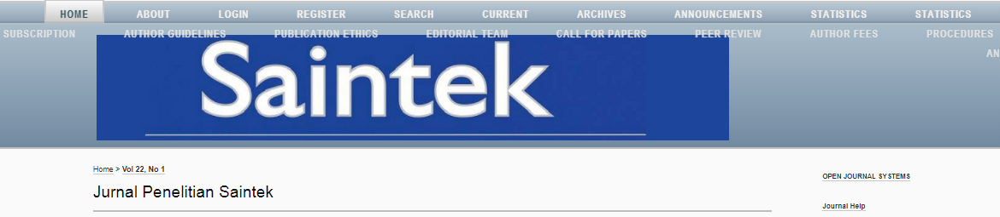 HOME ABOUT LOGIN REGISTER SEARCH CURRENT ARCHIVES ANNOUNCEMENTS STATISTICS STATISTICS
SUBSCRIPTION AUTHOR GUIDELINES PUBLICATION ETHICS EDITORIAL TEAM CALL FOR PAPERS PEER REVIEW AUTHOR FEES PROCEDURES
AN
Saintek
Home > Vol 22, No 1
Jurnal Penelitian Saintek
OPEN JOURNAL SYSTEMS
Journal Help